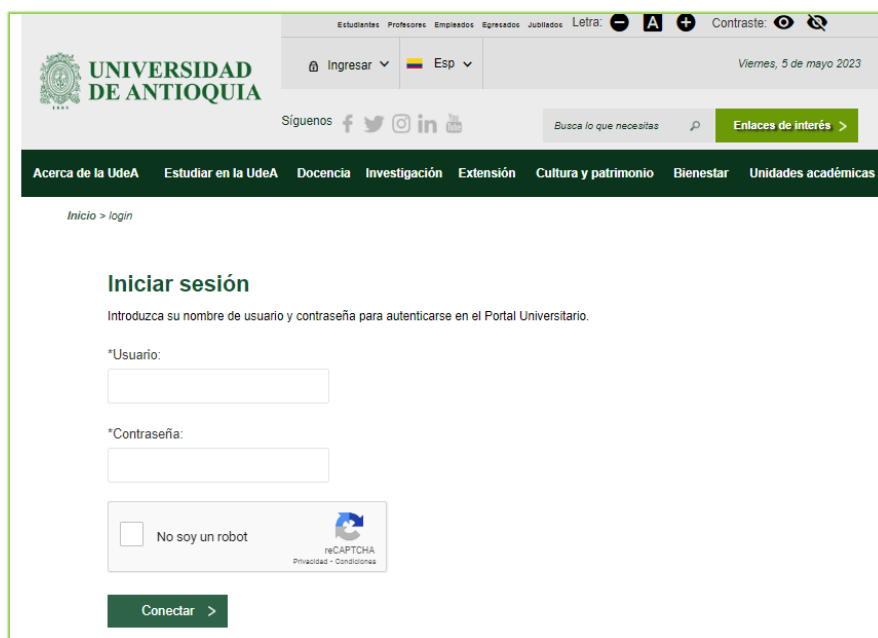 Estudiantes Profesores Empleados Egresados Jubilados Letra: A Contraste:
UNIVERSIDAD
DE ANTIOQUIA
1803
Ingresar Esp Viernes, 5 de mayo 2023
Síguenos You Tube Busca lo que necesitas Enlaces de interés >
Acerca de la UdeA Estudiar en la UdeA Docencia Investigación Extensión Cultura y patrimonio Bienestar Unidades académicas
Inicio > login
Iniciar sesión
Introduzca su nombre de usuario y contraseña para autenticarse en el Portal Universitario.
*Usuario:
*Contraseña:
No soy un robot
reCAPTCHA
Privacidad - Condiciones
Conectar >